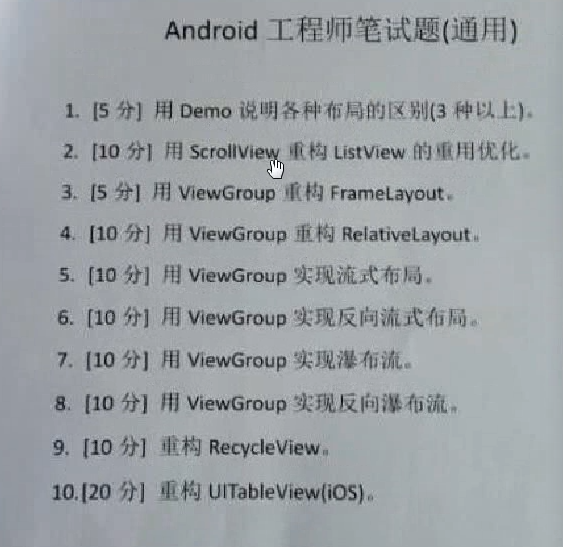 Android 工程师笔试题(通用)
1. [5 分] 用 Demo 说明各种布局的区别(3 种以上)。
2. [10 分] 用 ScrollView 重构 ListView 的重用优化。
3. [5 分] 用 ViewGroup 重构 FrameLayout。
4. [10 分] 用 ViewGroup 重构 RelativeLayout。
5. [10 分] 用 ViewGroup 实现流式布局。
6. [10 分] 用 ViewGroup 实现反向流式布局。
7. [10 分] 用 ViewGroup 实现瀑布流。
8. [10 分] 用 ViewGroup 实现反向瀑布流。
9. [10 分] 重构 RecycleView。
10.[20 分] 重构 UITableView(iOS)。